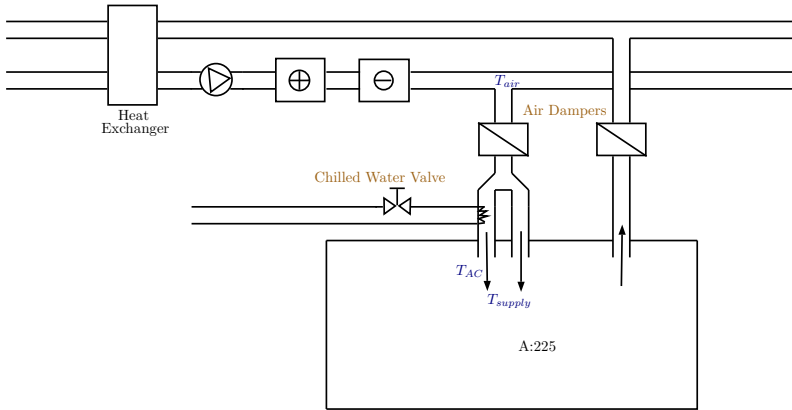 T_air
Heat
Exchanger
Air Dampers
Chilled Water Valve
T_AC
T_supply
A:225